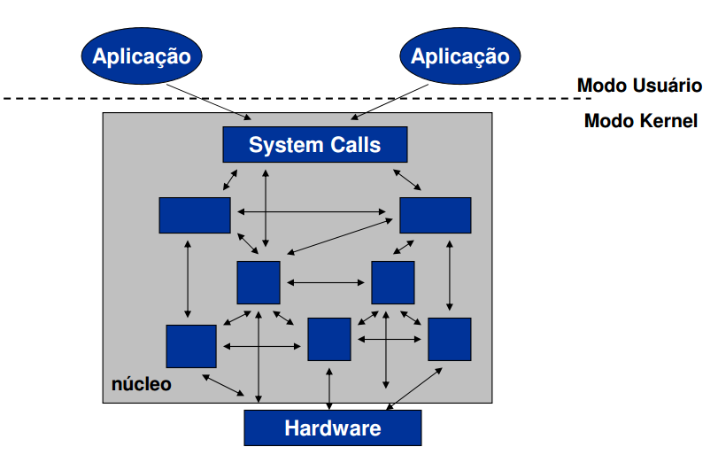 Aplicação
Aplicação
Modo Usuário
Modo Kernel
System Calls
núcleo
Hardware